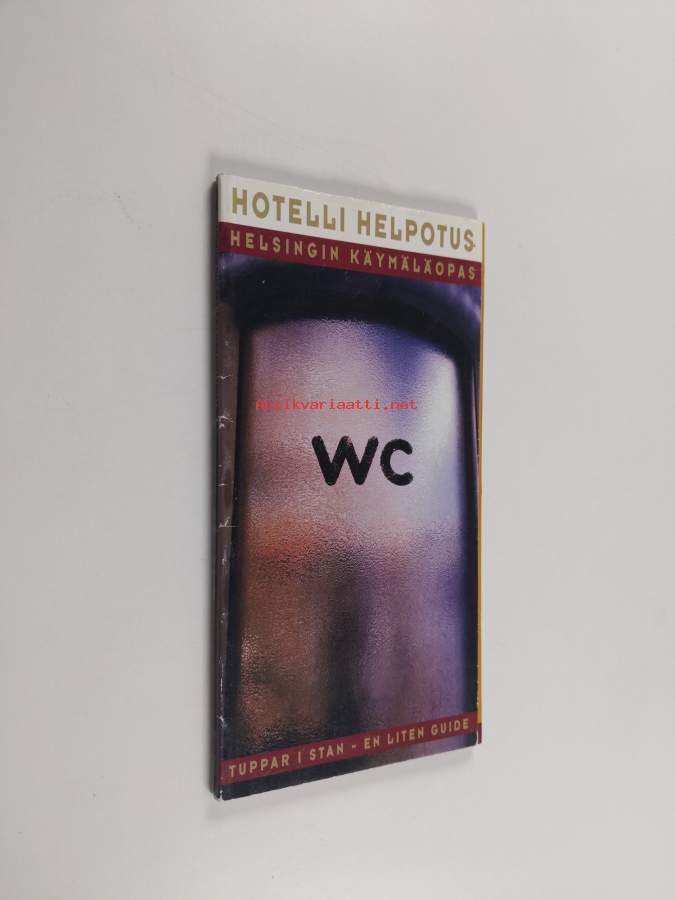 HOTELLI HELPOTUS
HELSINGIN KÄYMÄLÄOPAS
Antikvariaatti.net
WC
TUPPAR I STAN - EN LITEN GUIDE